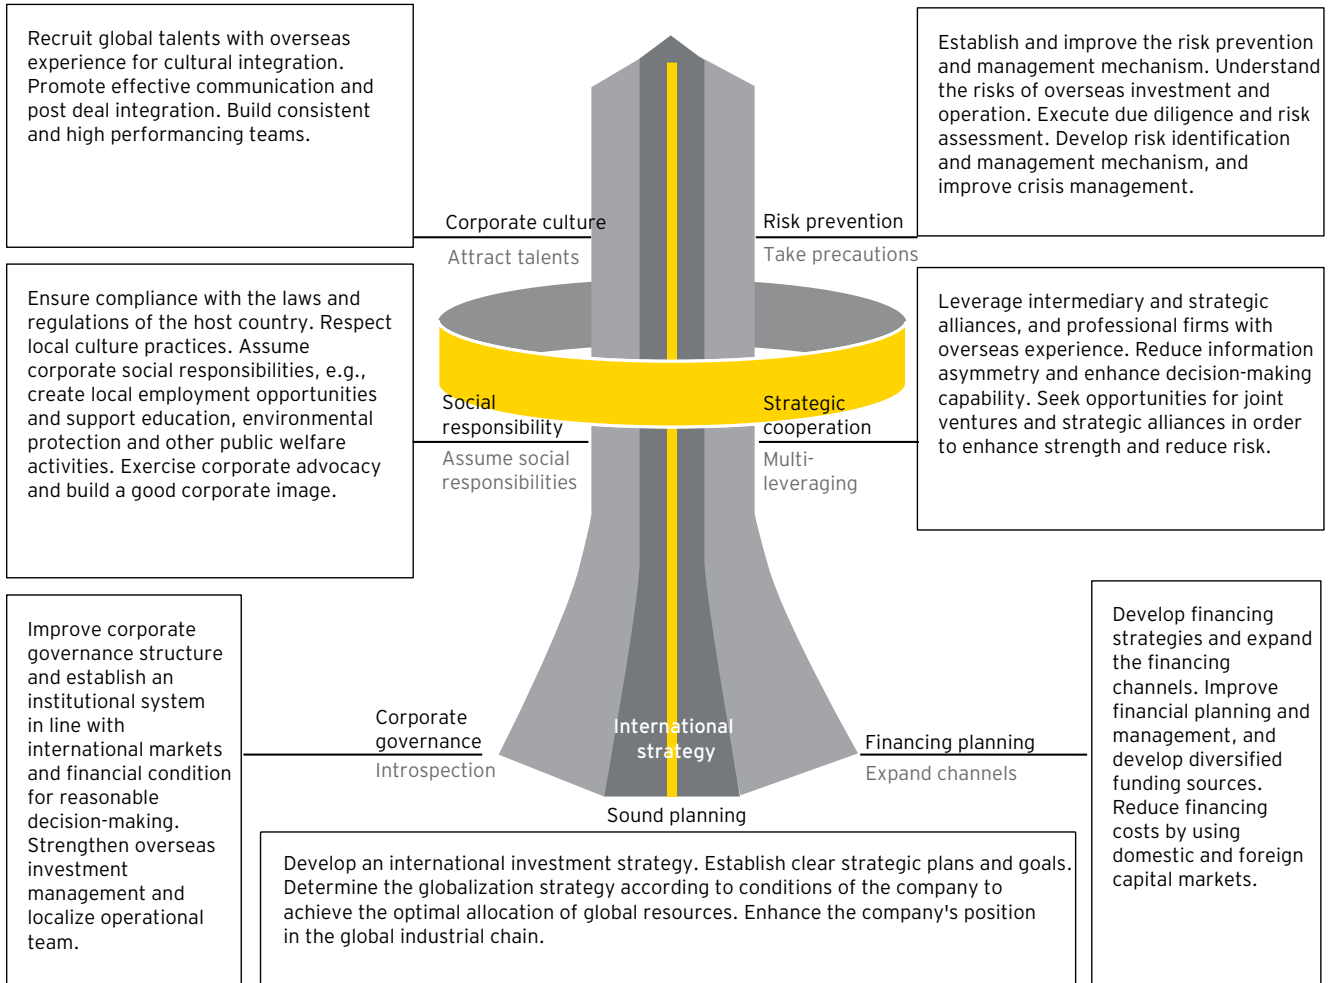 Recruit global talents with overseas
experience for cultural integration.
Promote effective communication and
post deal integration. Build consistent
and high performancing teams.
Establish and improve the risk prevention
and management mechanism. Understand
the risks of overseas investment and
operation. Execute due diligence and risk
assessment. Develop risk identification
and management mechanism, and
improve crisis management.
Corporate culture
Attract talents
Risk prevention
Take precautions
Ensure compliance with the laws and
regulations of the host country. Respect
local culture practices. Assume
corporate social responsibilities, e.g.,
create local employment opportunities
and support education, environmental
protection and other public welfare
activities. Exercise corporate advocacy
and build a good corporate image.
Leverage intermediary and strategic
alliances, and professional firms with
overseas experience. Reduce information
asymmetry and enhance decision-making
capability. Seek opportunities for joint
ventures and strategic alliances in order
to enhance strength and reduce risk.
Social
responsibility
Assume social
responsibilities
Strategic
cooperation
Multi-
leveraging
Improve corporate
governance structure
and establish an
institutional system
in line with
international markets
and financial condition
for reasonable
decision-making.
Strengthen overseas
investment
management and
localize operational
team.
Corporate
governance
Introspection
International
strategy
Financing planning
Expand channels
Develop financing
strategies and expand
the financing
channels. Improve
financial planning and
management, and
develop diversified
funding sources.
Reduce financing
costs by using
domestic and foreign
capital markets.
Sound planning
Develop an international investment strategy. Establish clear strategic plans and goals.
Determine the globalization strategy according to conditions of the company to
achieve the optimal allocation of global resources. Enhance the company's position
in the global industrial chain.